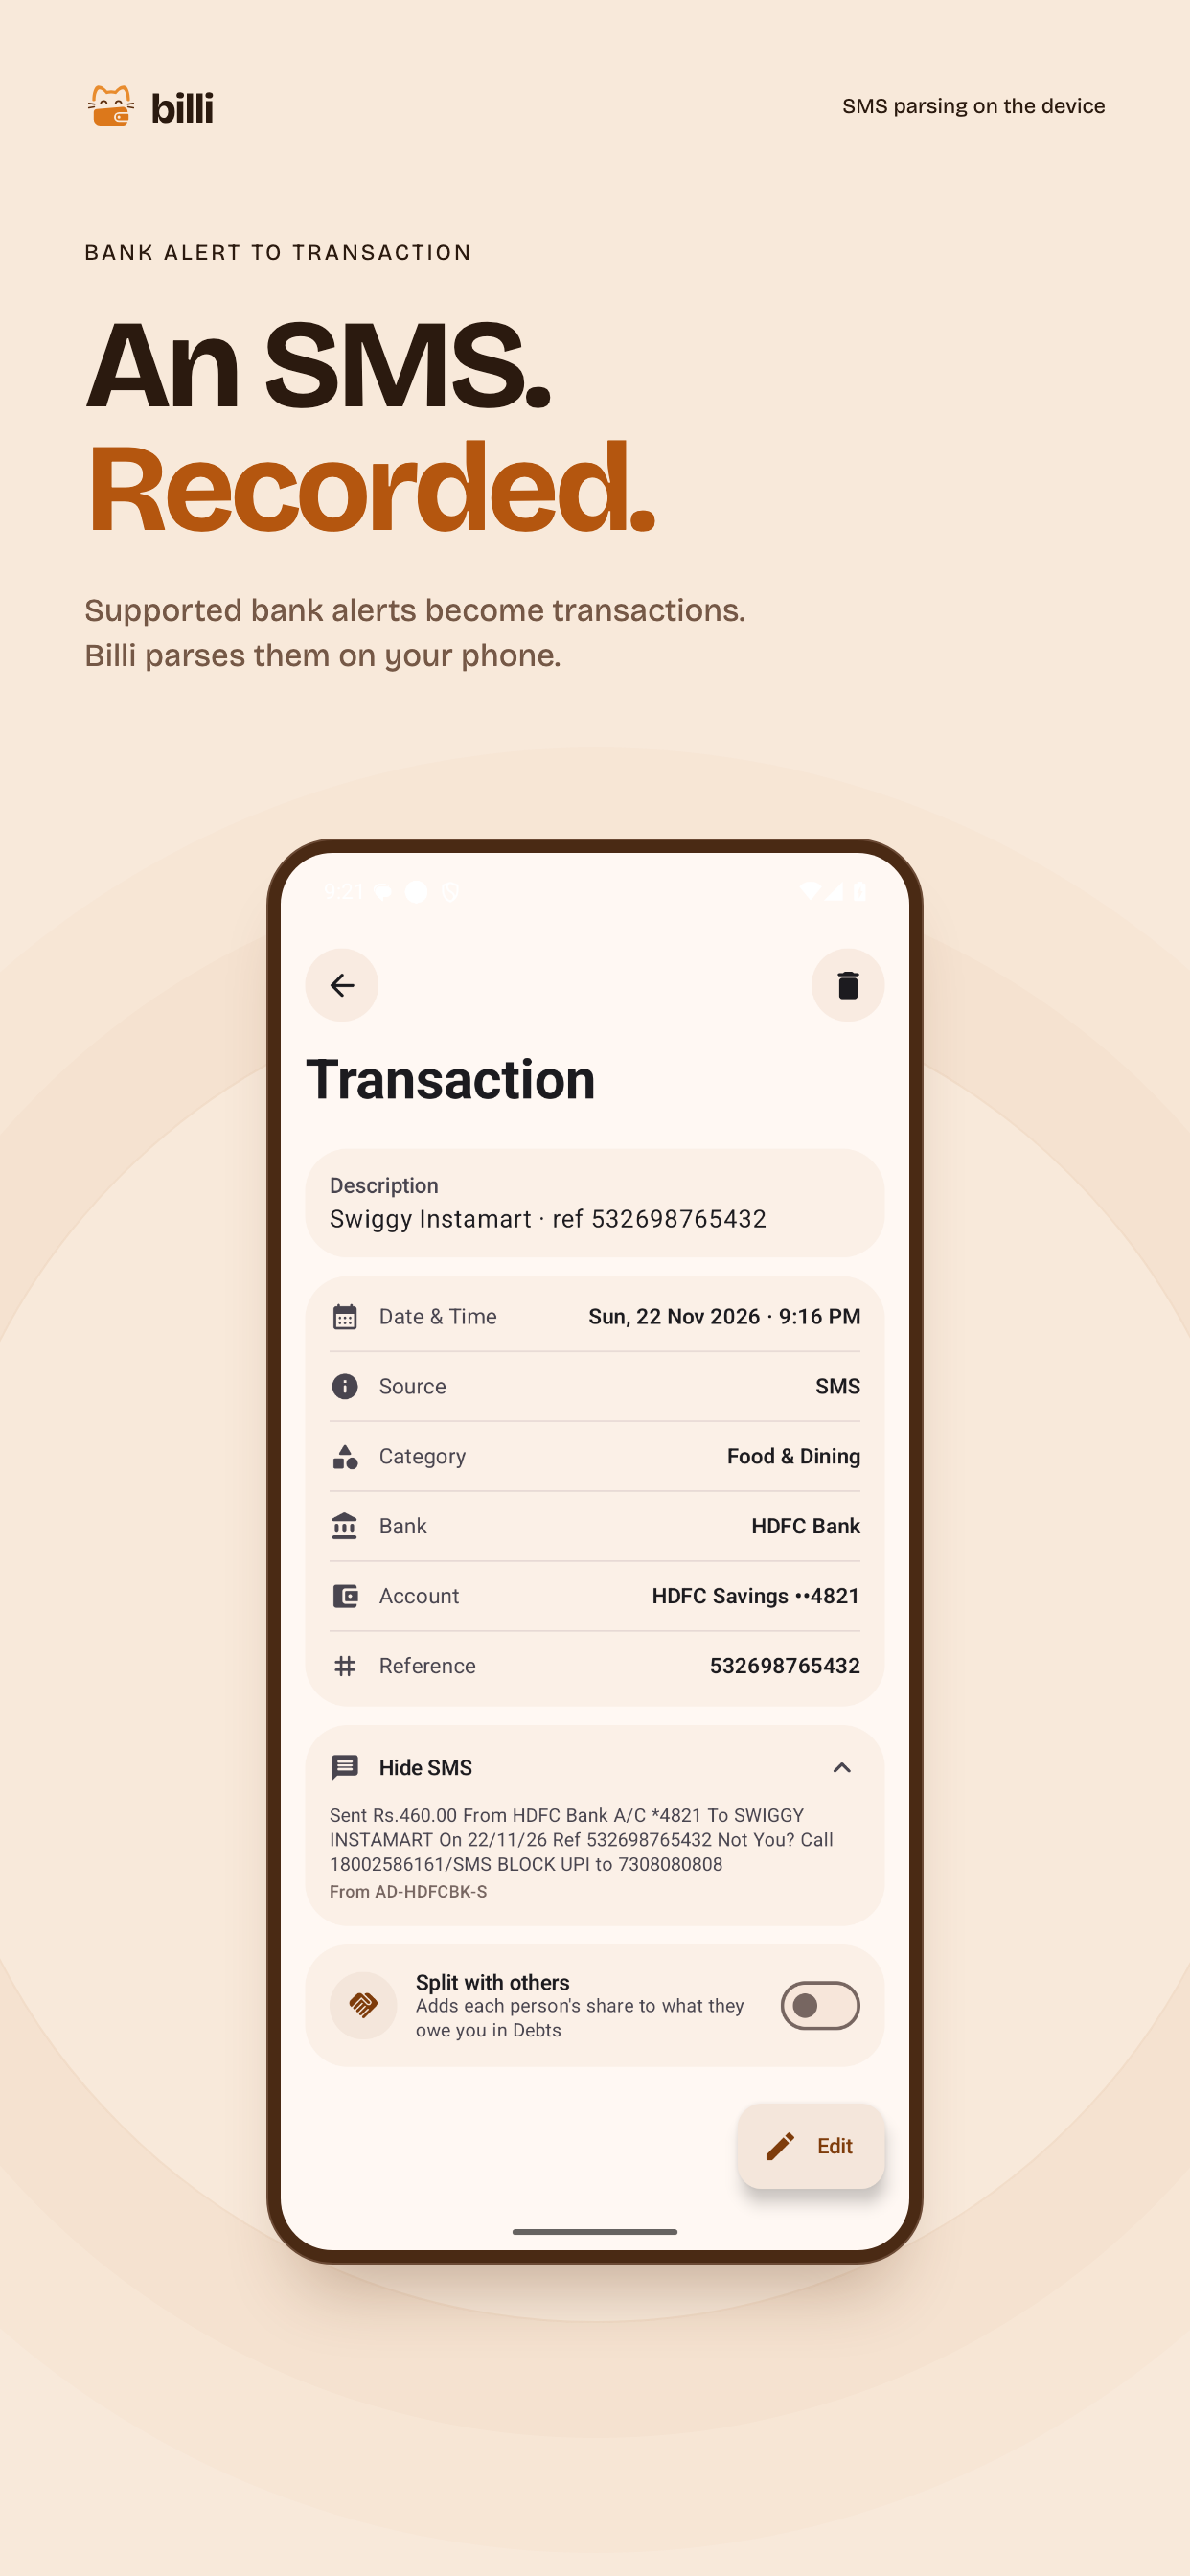 billi
SMS parsing on the device
BANK ALERT TO TRANSACTION
An SMS.
Recorded.
Supported bank alerts become transactions.
Billi parses them on your phone.
9:21
Transaction
Description
Swiggy Instamart · ref 532698765432
Date & Time Sun, 22 Nov 2026 · 9:16 PM
Source SMS
Category Food & Dining
Bank HDFC Bank
Account HDFC Savings ••4821
Reference 532698765432
Hide SMS
Sent Rs.460.00 From HDFC Bank A/C *4821 To SWIGGY
INSTAMART On 22/11/26 Ref 532698765432 Not You? Call
18002586161/SMS BLOCK UPI to 7308080808
From AD-HDFCBK-S
Split with others
Adds each person's share to what they
owe you in Debts
Edit